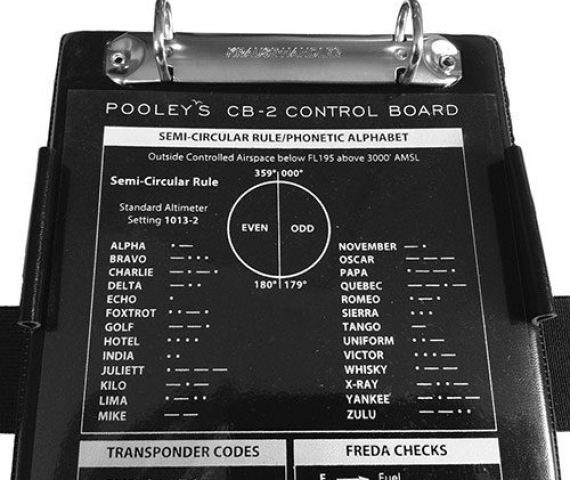 POOLEY'S CB-2 CONTROL BOARD
SEMI-CIRCULAR RULE/PHONETIC ALPHABET
Outside Controlled Airspace below FL195 above 3000' AMSL
359° 000°
Semi-Circular Rule
Standard Altimeter
Setting 1013-2
EVEN ODD
180° 179°
ALPHA • —
BRAVO — • • •
CHARLIE — • — •
DELTA — • •
ECHO •
FOXTROT • • — •
GOLF — — •
HOTEL • • • •
INDIA • •
JULIETT • — — —
KILO — • —
LIMA • — • •
MIKE — —
NOVEMBER — •
OSCAR — — —
PAPA • — — •
QUEBEC — — • —
ROMEO • — •
SIERRA • • •
TANGO —
UNIFORM • • —
VICTOR • • • —
WHISKY • — —
X-RAY — • • —
YANKEE — • — —
ZULU — — • •
TRANSPONDER CODES
FREDA CHECKS
F → Fuel